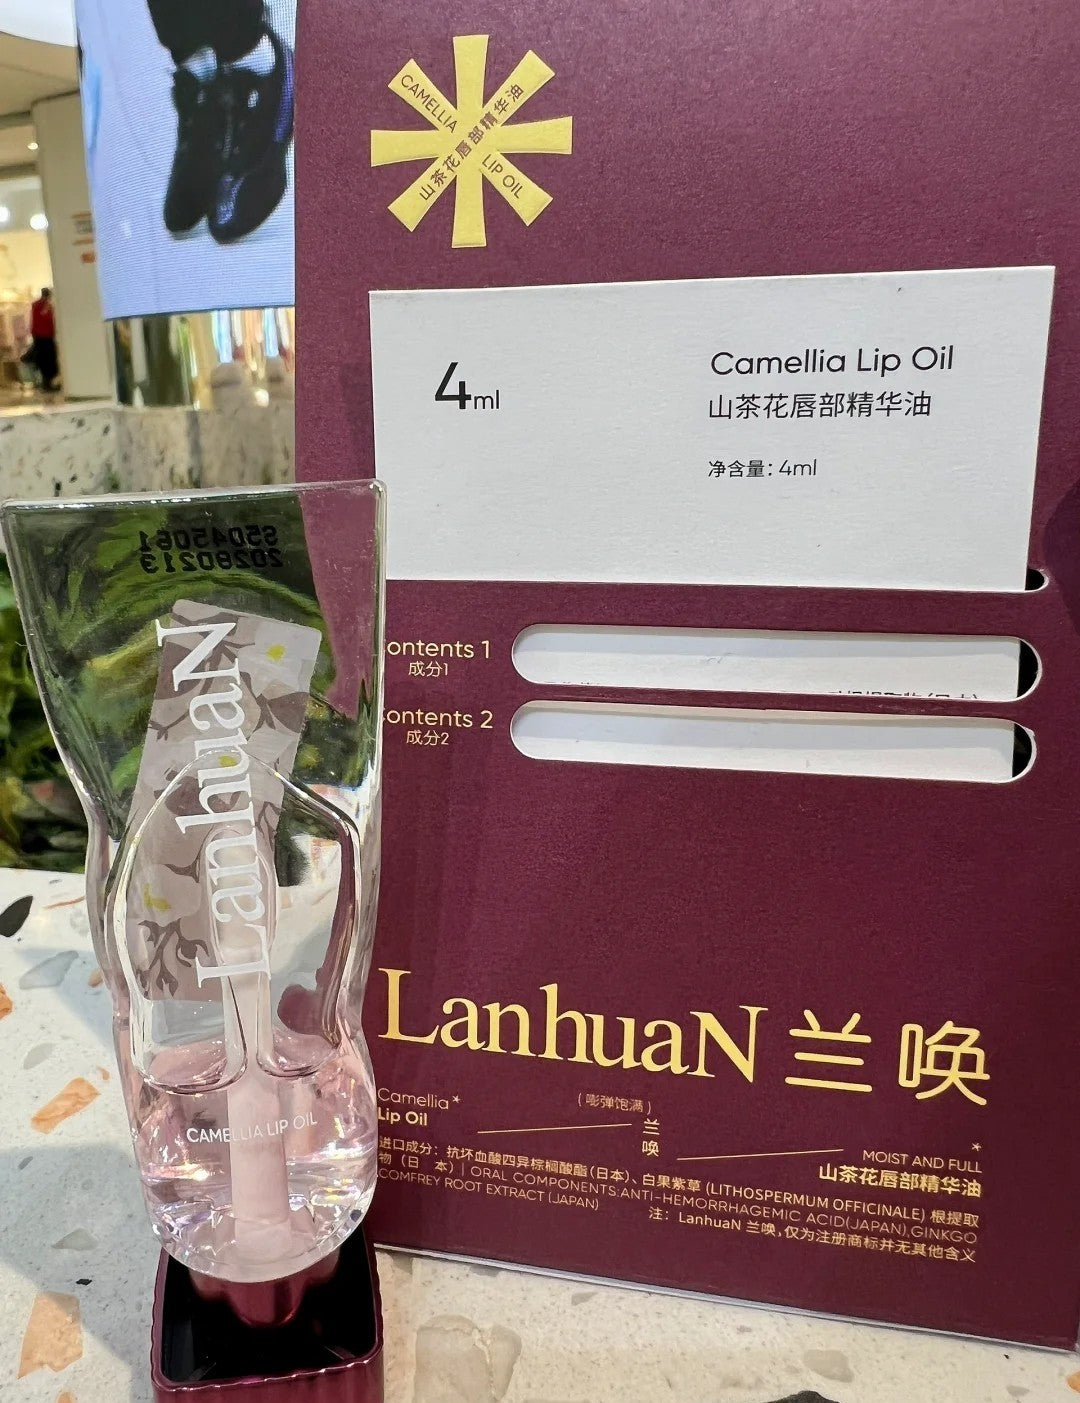 CAMELLIA
山茶花唇部精华油
LIP OIL
4ml
Camellia Lip Oil
山茶花唇部精华油
净含量：4ml
ontents 1
成分1
ontents 2
成分2
S5D45061
20280213
LanhuaN
CAMELLIA LIP OIL
LanhuaN 兰唤
Camellia*
Lip Oil
(嘭弹饱满)
兰
唤
*
MOIST AND FULL
山茶花唇部精华油
进口成分：抗坏血酸四异棕榈酸酯(日本)、白果紫草 (LITHOSPERMUM OFFICINALE) 根提取
物 (日 本) | ORAL COMPONENTS:ANTI-HEMORRHAGEMIC ACID(JAPAN),GINKGO
COMFREY ROOT EXTRACT (JAPAN)
注：LanhuaN 兰唤,仅为注册商标并无其他含义